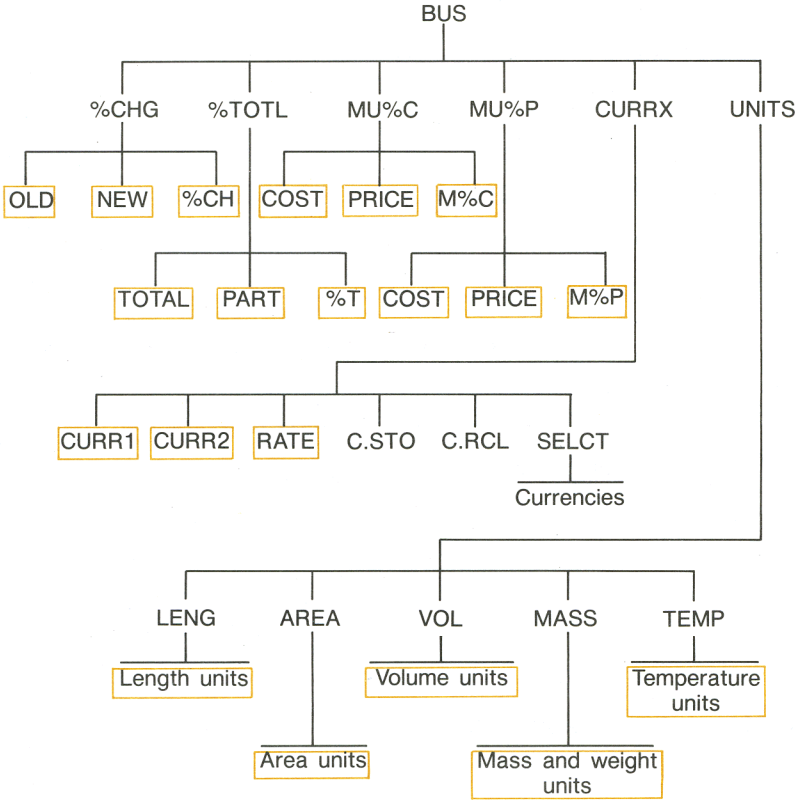 BUS
%CHG %TOTL MU%C MU%P CURRX UNITS
OLD NEW %CH COST PRICE M%C
TOTAL PART %T COST PRICE M%P
CURR1 CURR2 RATE C.STO C.RCL SELCT
Currencies
LENG AREA VOL MASS TEMP
Length units Volume units Temperature
units
Area units Mass and weight
units